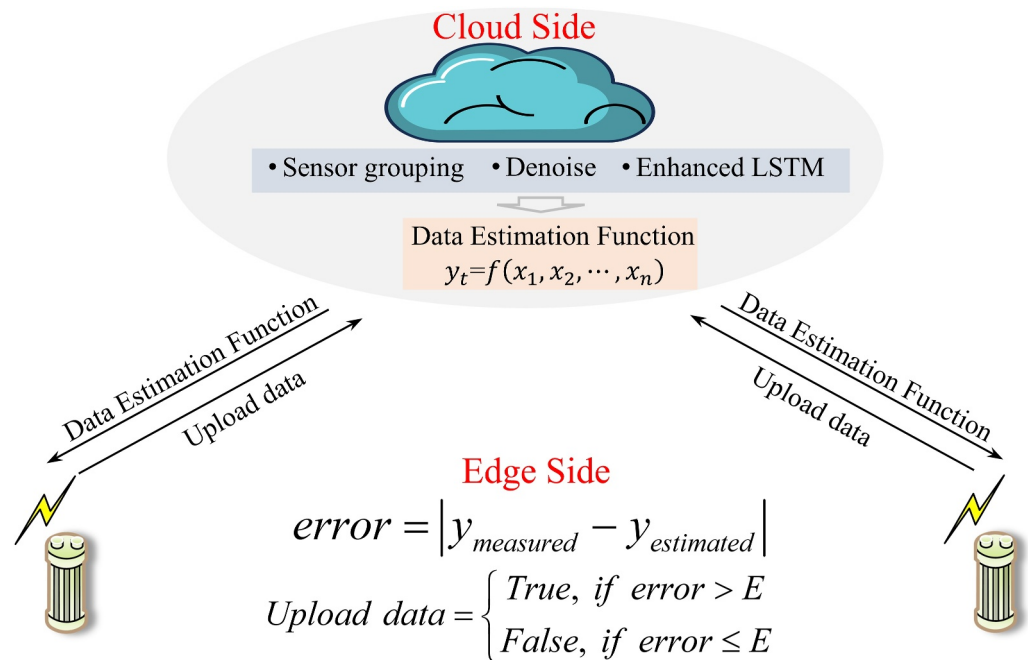 Cloud Side
• Sensor grouping • Denoise • Enhanced LSTM
Data Estimation Function
y_t=f(x_1, x_2, ⋯, x_n)
Data Estimation Function
Upload data
Data Estimation Function
Upload data
Edge Side
error = |y_measured − y_estimated|
Upload data = { True, if error > E
False, if error ≤ E